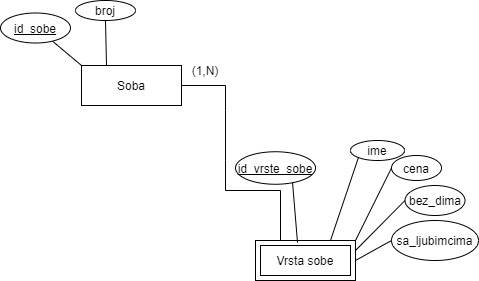 broj
id_sobe
Soba
(1,N)
ime
id_vrste_sobe
cena
bez_dima
sa_ljubimcima
Vrsta sobe